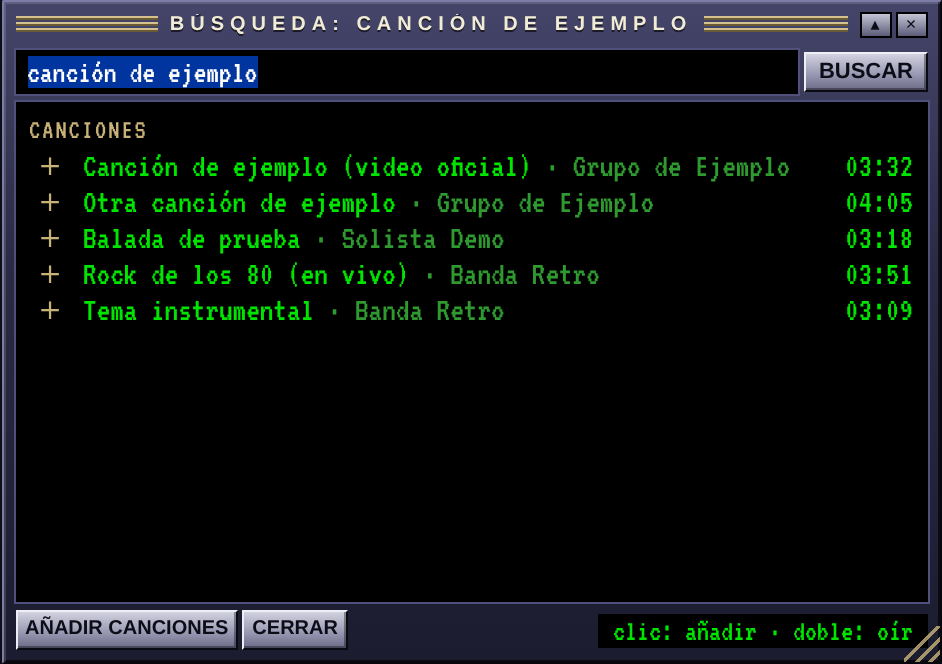 BÚSQUEDA: CANCIÓN DE EJEMPLO ▲ ✕
canción de ejemplo BUSCAR
CANCIONES
+ Canción de ejemplo (video oficial) · Grupo de Ejemplo 03:32
+ Otra canción de ejemplo · Grupo de Ejemplo 04:05
+ Balada de prueba · Solista Demo 03:18
+ Rock de los 80 (en vivo) · Banda Retro 03:51
+ Tema instrumental · Banda Retro 03:09
AÑADIR CANCIONES CERRAR clic: añadir · doble: oír